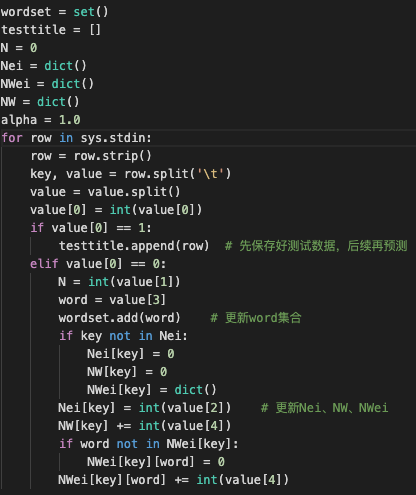 wordset = set()
testtitle = []
N = 0
Nei = dict()
NWei = dict()
NW = dict()
alpha = 1.0
for row in sys.stdin:
    row = row.strip()
    key, value = row.split('\t')
    value = value.split()
    value[0] = int(value[0])
    if value[0] == 1:
        testtitle.append(row)  # 先保存好测试数据，后续再预测
    elif value[0] == 0:
        N = int(value[1])
        word = value[3]
        wordset.add(word)    # 更新word集合
        if key not in Nei:
            Nei[key] = 0
            NW[key] = 0
            NWei[key] = dict()
        Nei[key] = int(value[2])    # 更新Nei、NW、NWei
        NW[key] += int(value[4])
        if word not in NWei[key]:
            NWei[key][word] = 0
        NWei[key][word] += int(value[4])